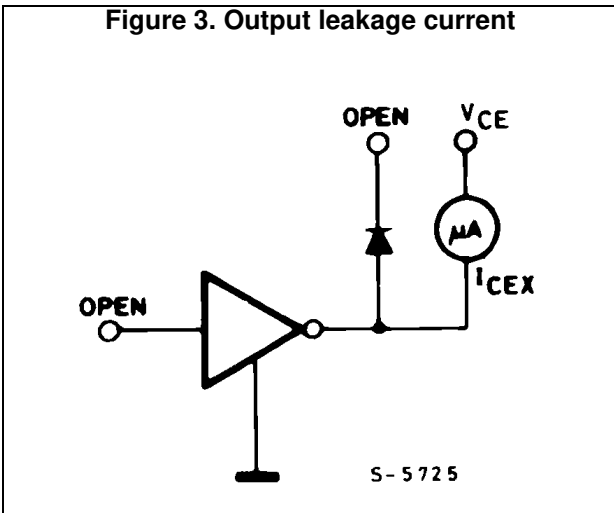 Figure 3. Output leakage current
OPEN
VCE
μA
ICEX
OPEN
S-5725